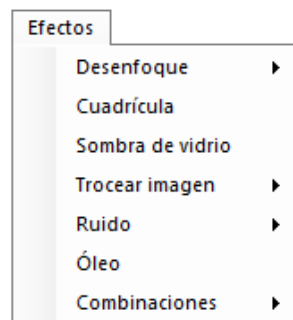 Efectos
Desenfoque
Cuadrícula
Sombra de vidrio
Trocear imagen
Ruido
Óleo
Combinaciones